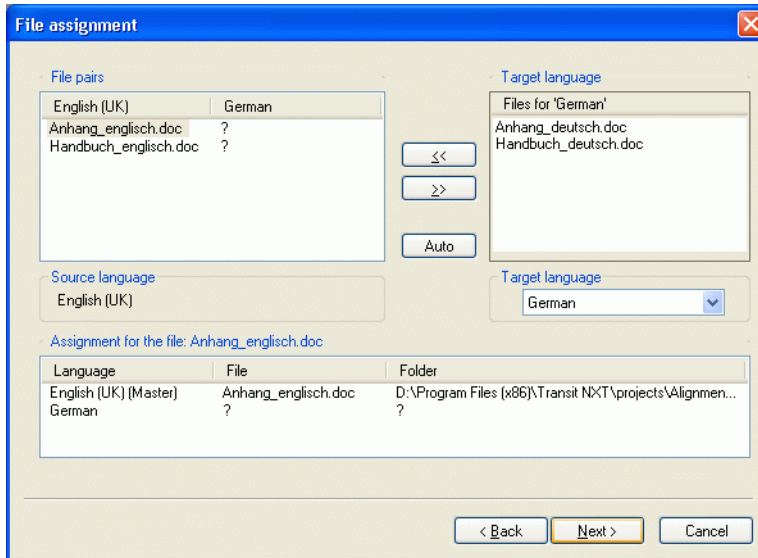 File assignment
File pairs
English (UK) German
Anhang_englisch.doc ?
Handbuch_englisch.doc ?
<<
>>
Auto
Target language
Files for 'German'
Anhang_deutsch.doc
Handbuch_deutsch.doc
Source language
English (UK)
Target language
German
Assignment for the file: Anhang_englisch.doc
Language File Folder
English (UK) (Master) Anhang_englisch.doc D:\Program Files (x86)\Transit NXT\projects\Alignmen...
German ? ?
< Back Next > Cancel